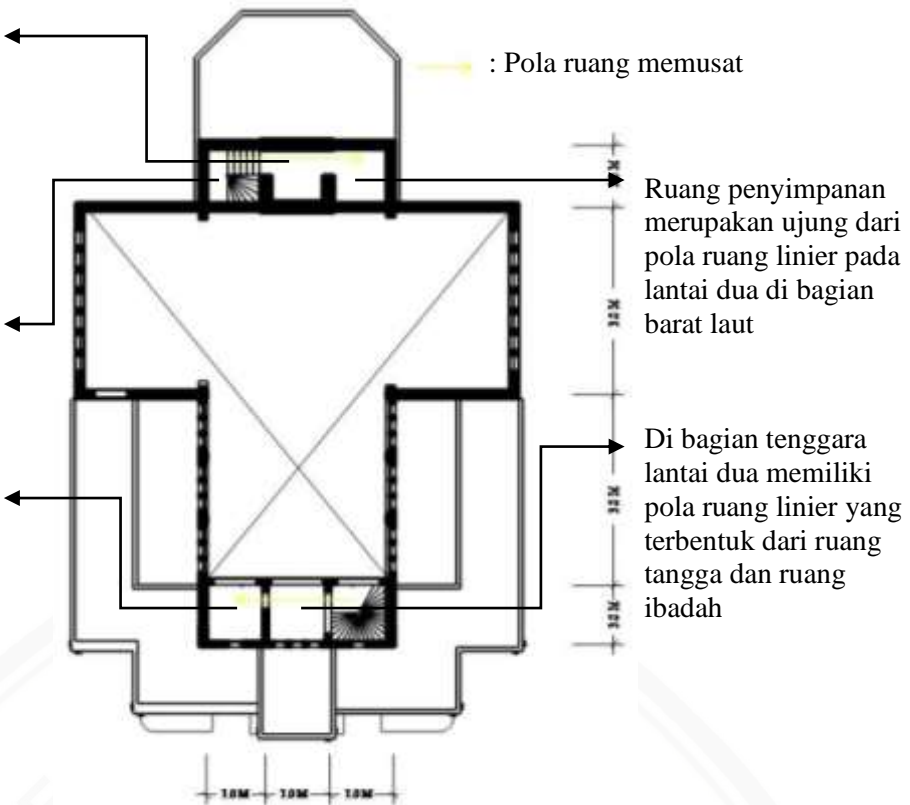 : Pola ruang memusat
Ruang penyimpanan
merupakan ujung dari
pola ruang linier pada
lantai dua di bagian
barat laut
Di bagian tenggara
lantai dua memiliki
pola ruang linier yang
terbentuk dari ruang
tangga dan ruang
ibadah